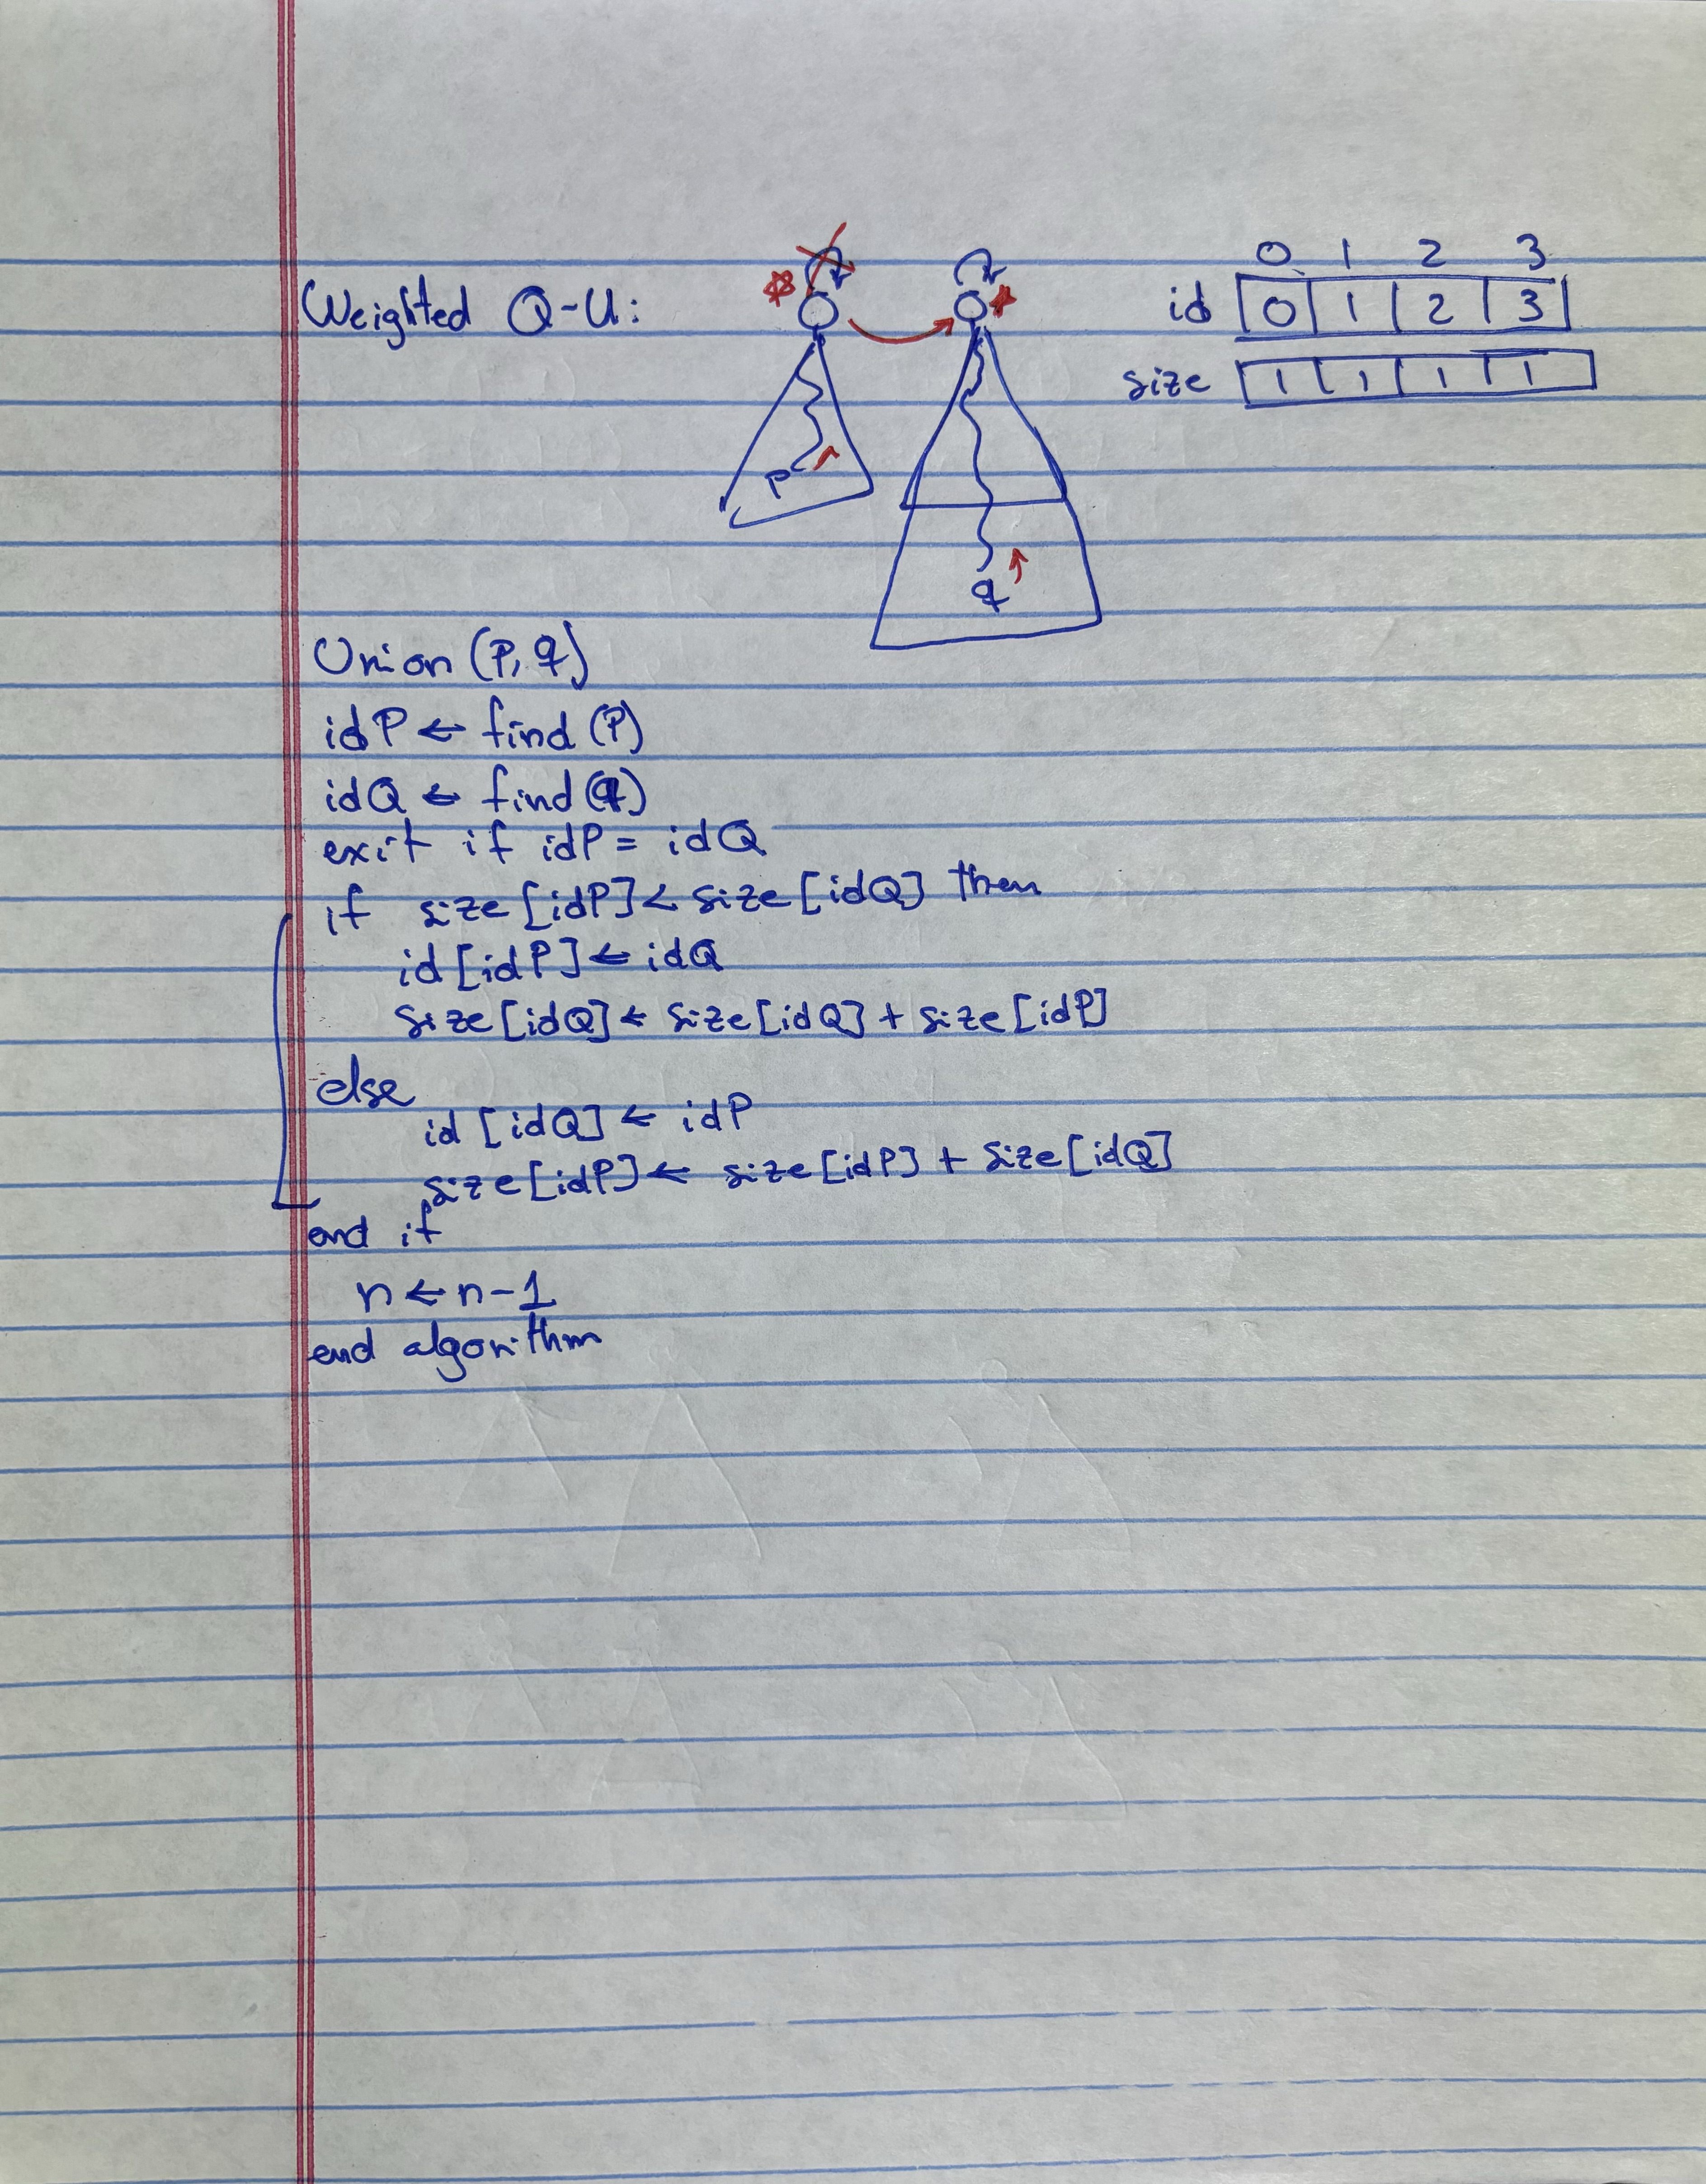 Weighted Q-U:
0 1 2 3
id 0 1 2 3
size 1 1 1 1
P
q
Union (P, q)
idP ← find (P)
idQ ← find (q)
exit if idP = idQ
if size [idP] < size [idQ] then
id [idP] ← idQ
size [idQ] ← size [idQ] + size [idP]
else
id [idQ] ← idP
size [idP] ← size [idP] + size [idQ]
end if
n ← n - 1
end algorithm